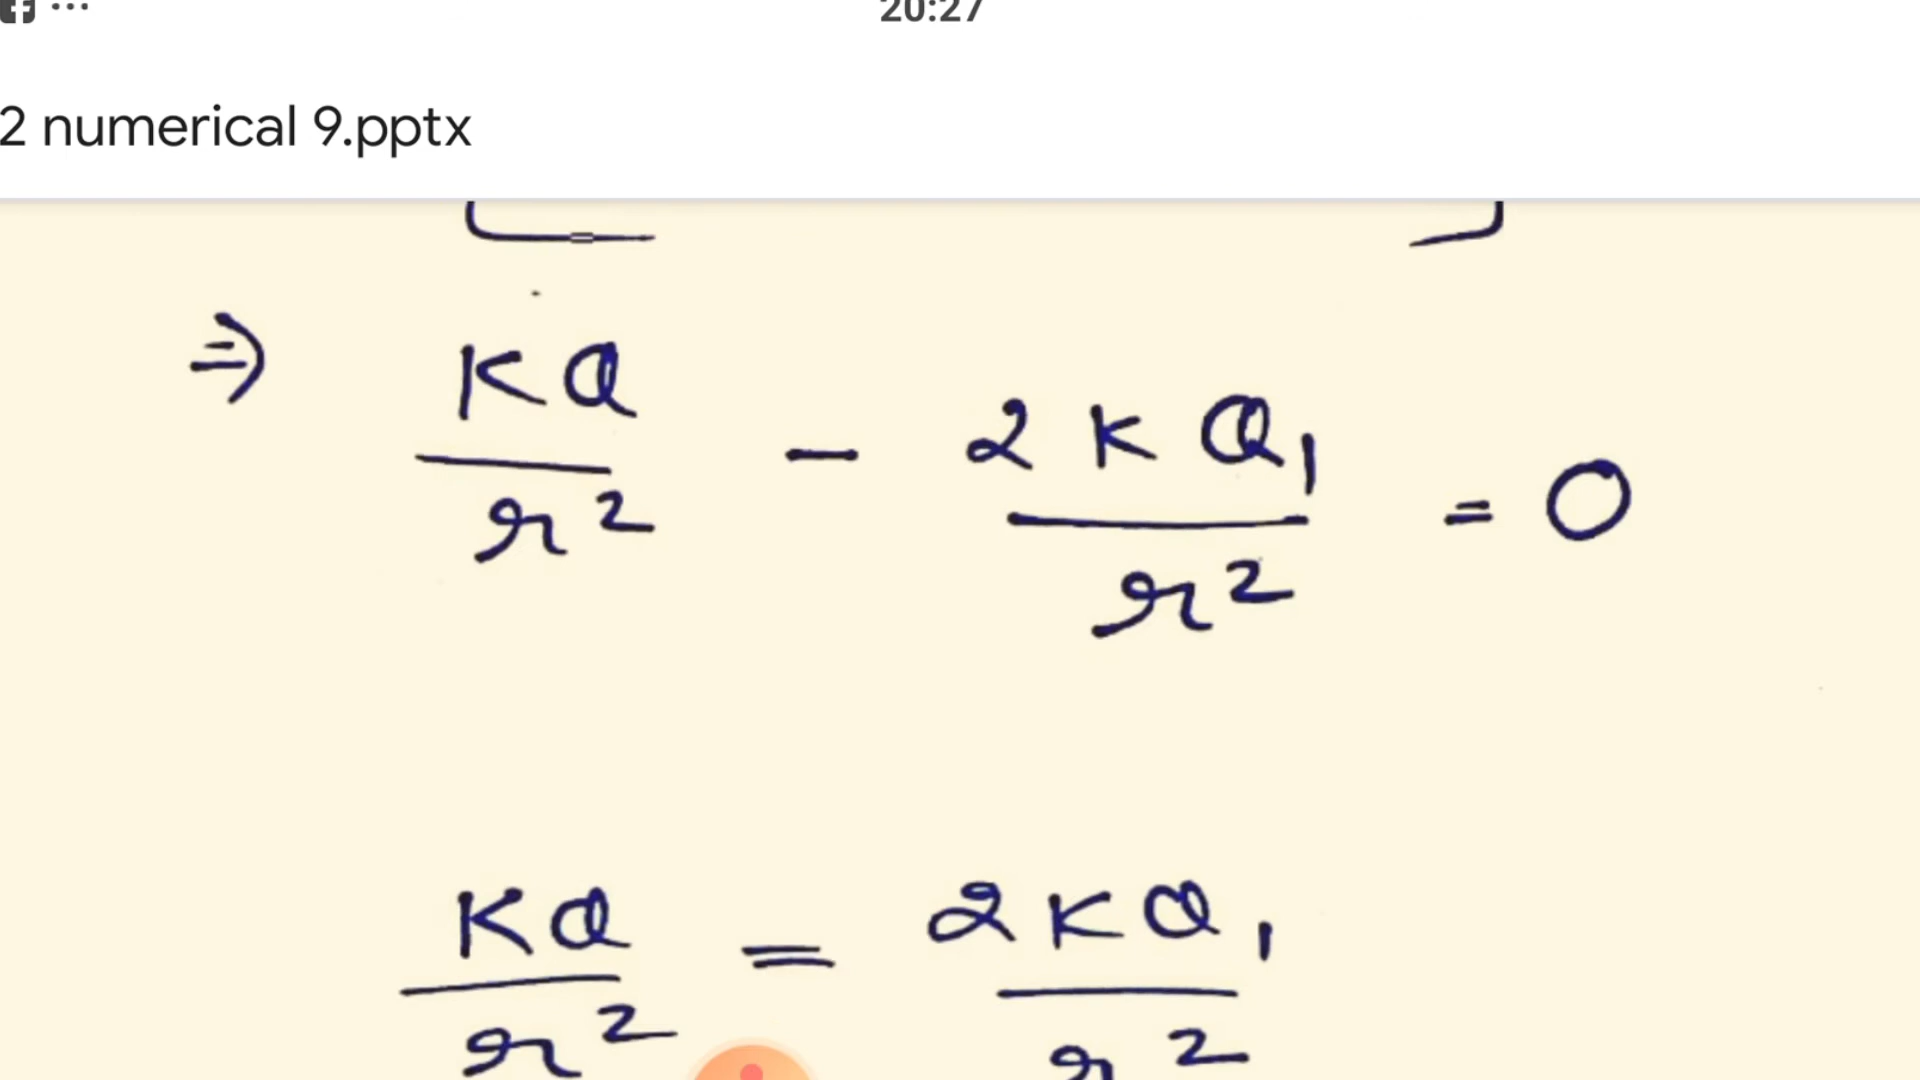 20:27
2 numerical 9.pptx
⇒ KQ/r² − 2KQ₁/r² = 0
KQ/r² = 2KQ₁/r²